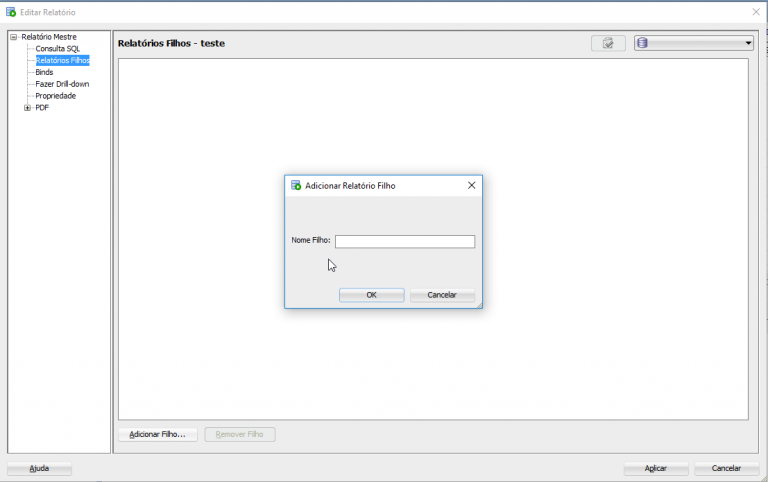 Editar Relatório
Relatório Mestre
Consulta SQL
Relatórios Filhos
Binds
Fazer Drill-down
Propriedade
PDF
Relatórios Filhos - teste
Adicionar Relatório Filho
Nome Filho:
OK
Cancelar
Adicionar Filho...
Remover Filho
Ajuda
Aplicar
Cancelar